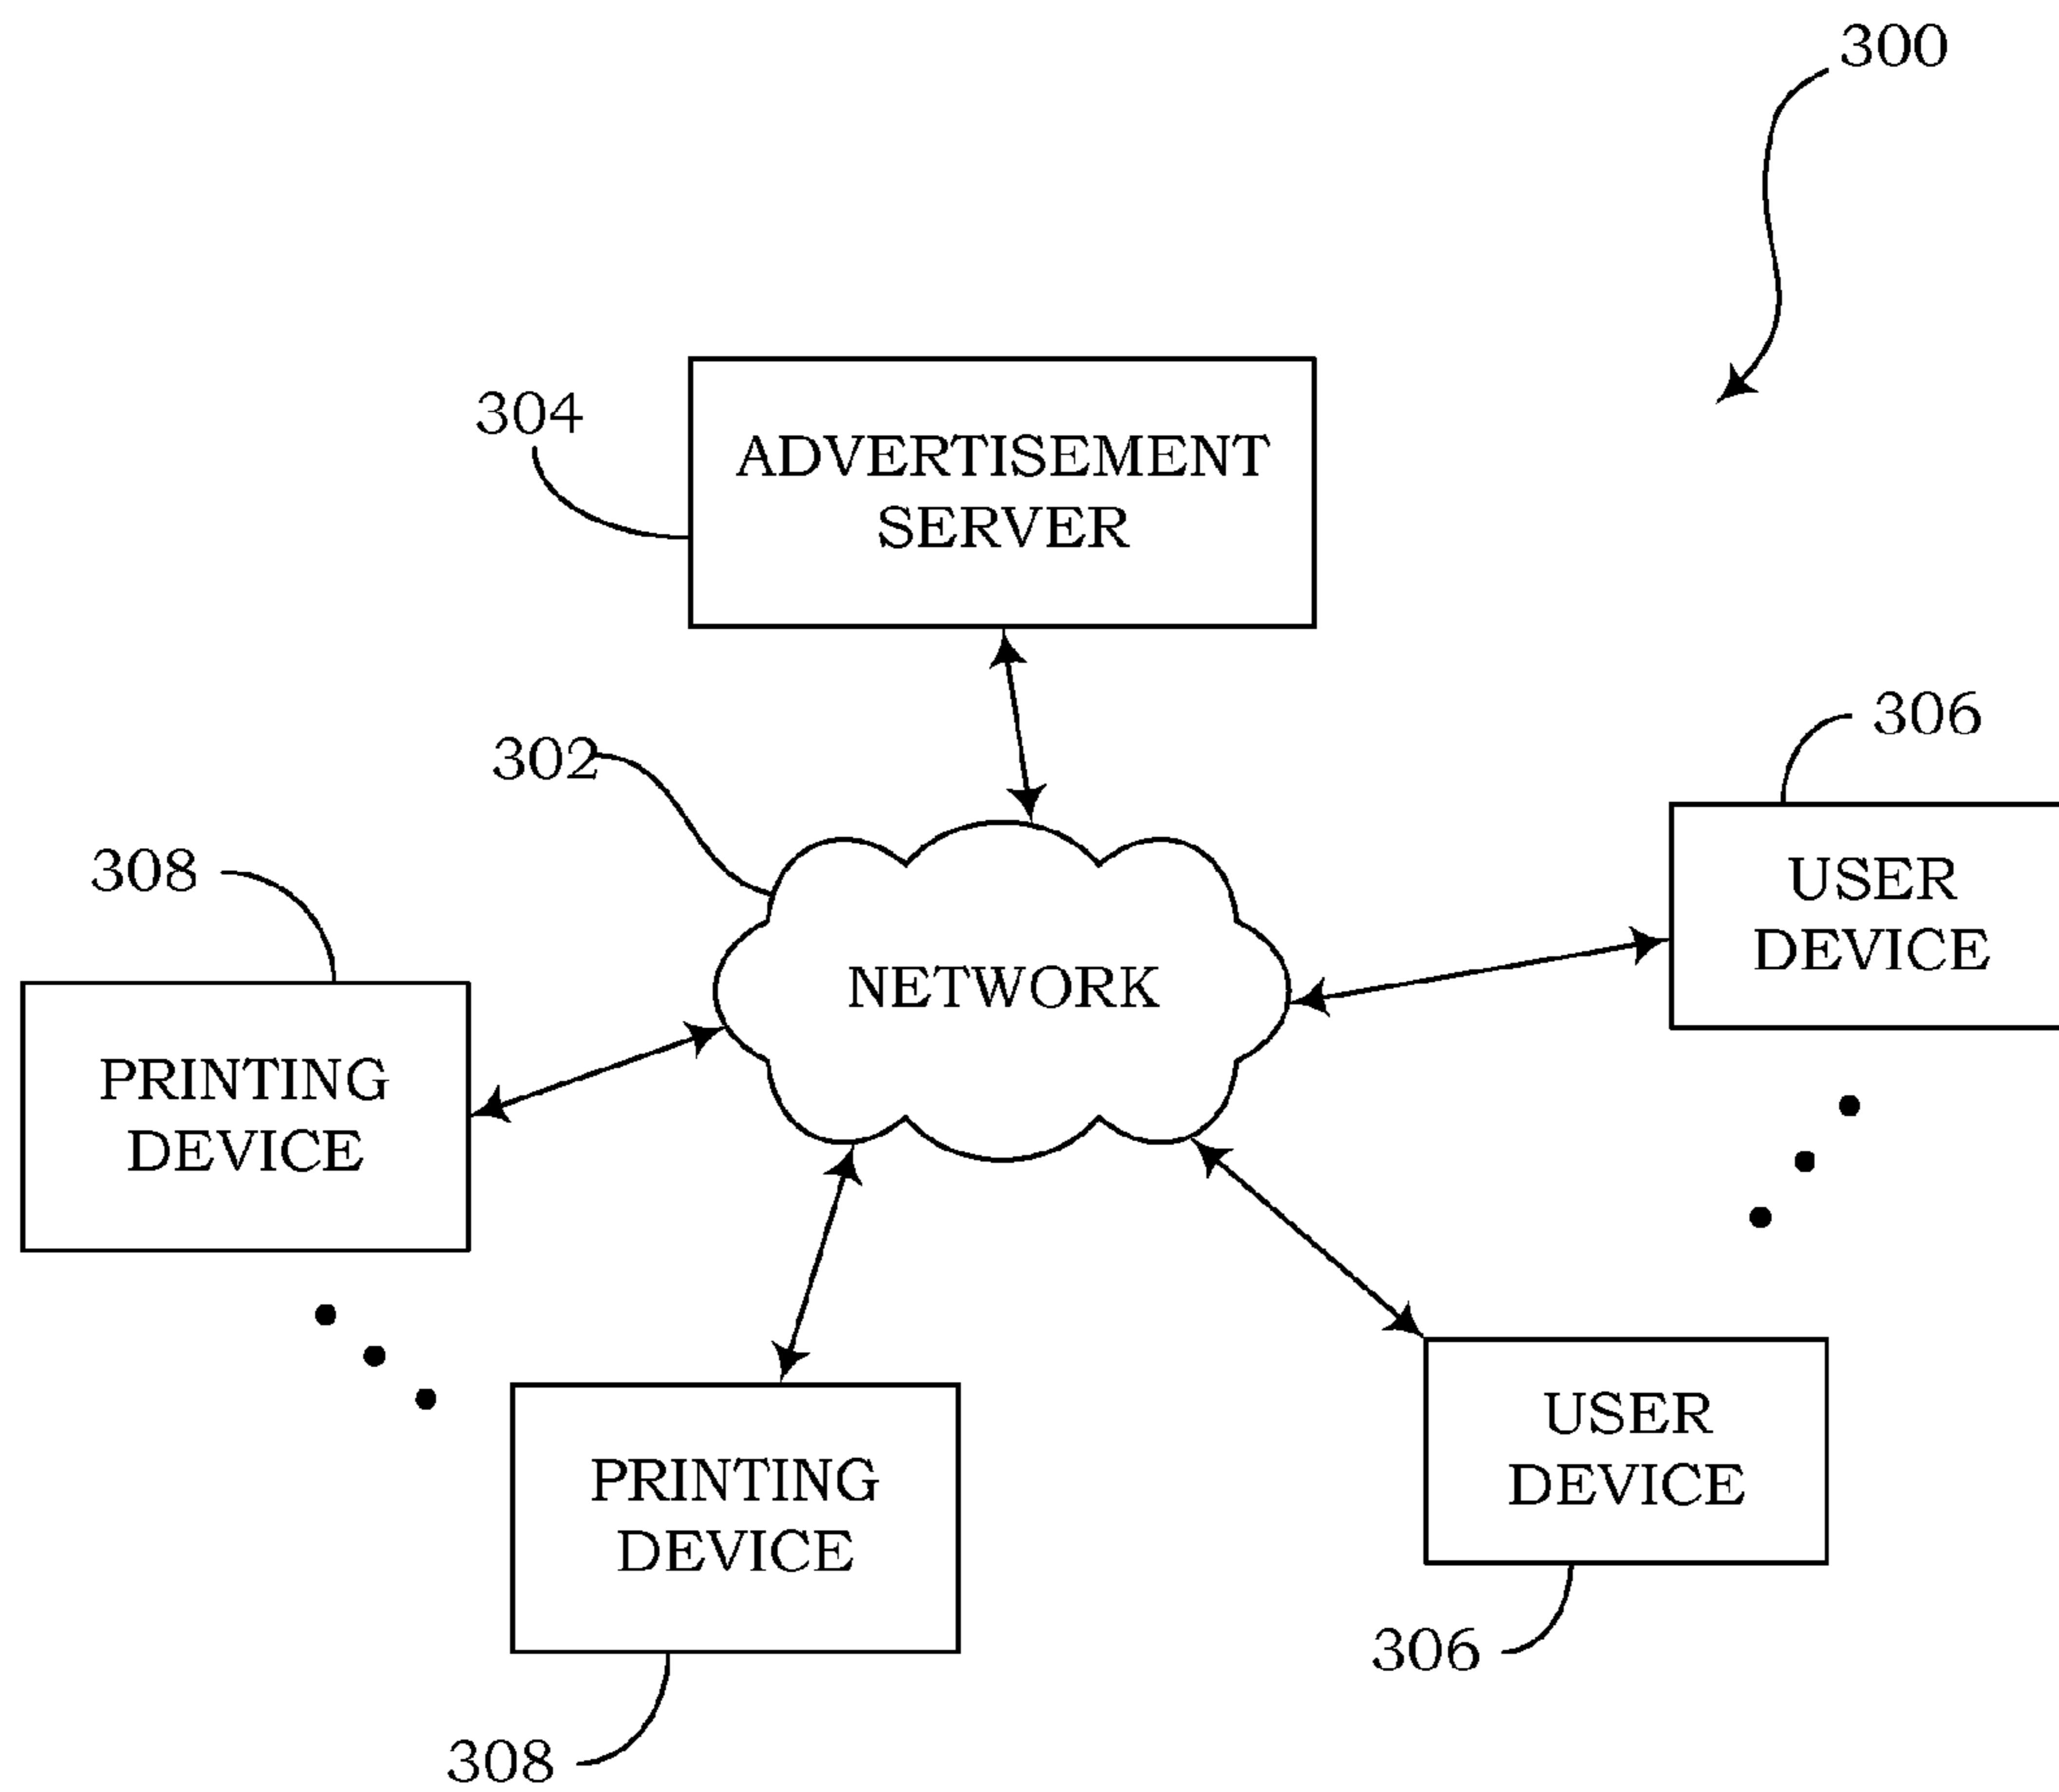 300
304
ADVERTISEMENT
SERVER
302
306
308
USER
DEVICE
NETWORK
PRINTING
DEVICE
USER
DEVICE
PRINTING
DEVICE
306
308